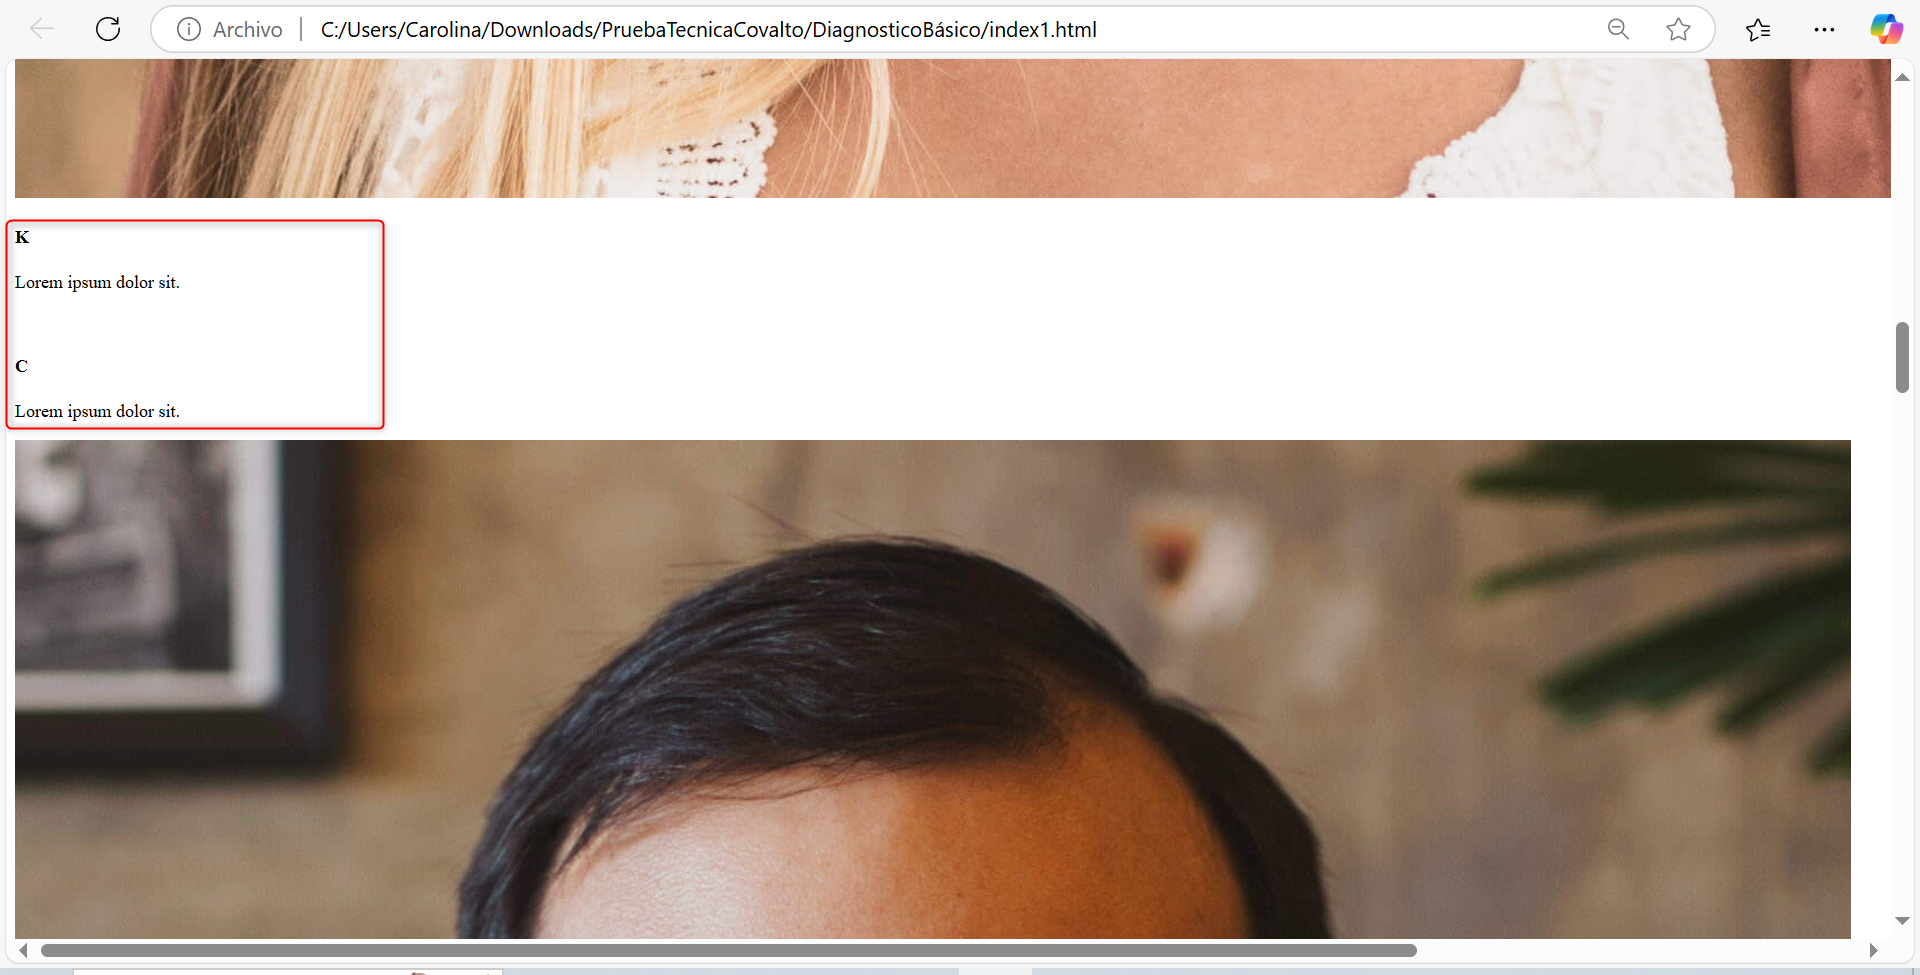 Archivo
C:/Users/Carolina/Downloads/PruebaTecnicaCovalto/DiagnosticoBásico/index1.html
K
Lorem ipsum dolor sit.
C
Lorem ipsum dolor sit.